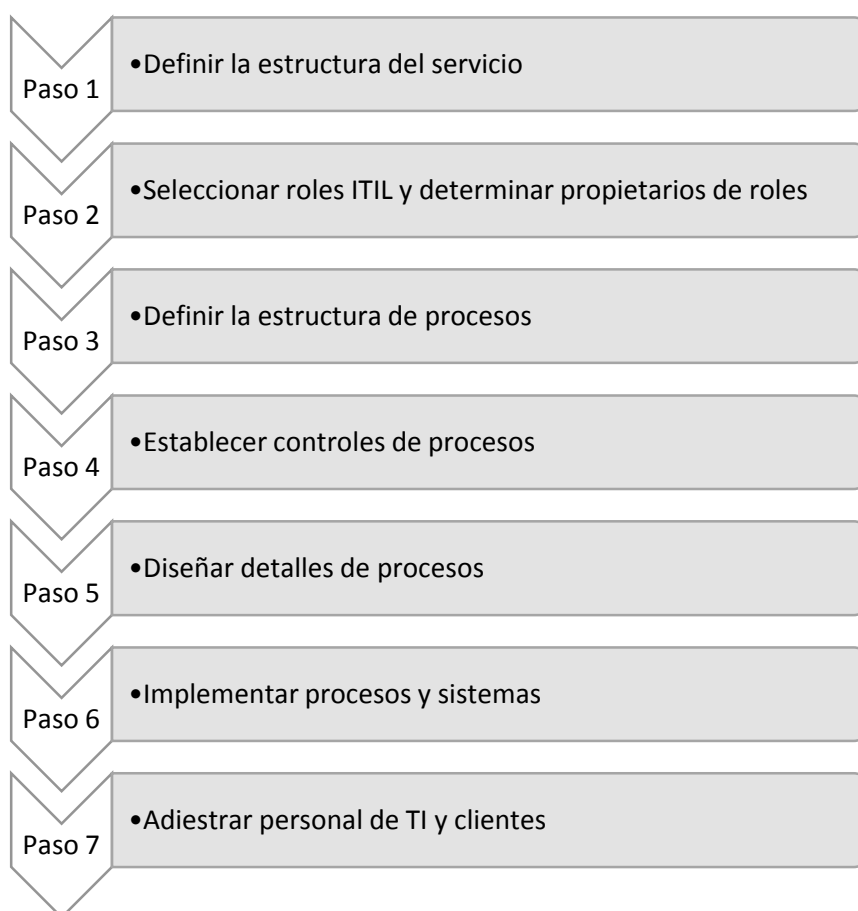 Paso 1
•Definir la estructura del servicio
Paso 2
•Seleccionar roles ITIL y determinar propietarios de roles
Paso 3
•Definir la estructura de procesos
Paso 4
•Establecer controles de procesos
Paso 5
•Diseñar detalles de procesos
Paso 6
•Implementar procesos y sistemas
Paso 7
•Adiestrar personal de TI y clientes